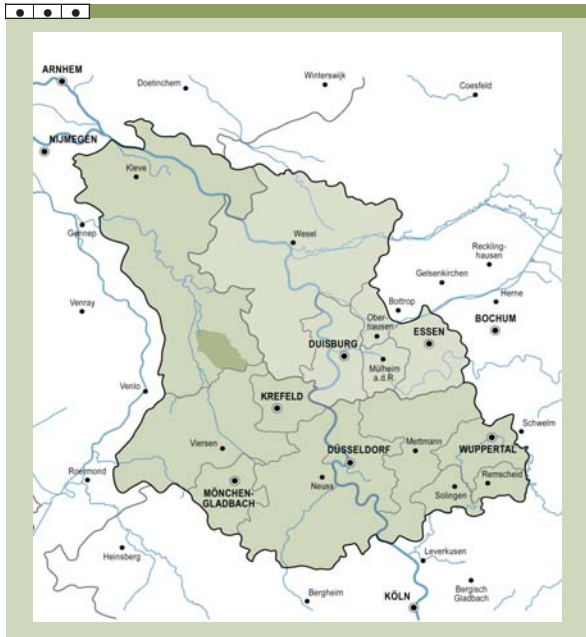 ARNHEM
Doetinchem
Winterswijk
Coesfeld
NIJMEGEN
Kleve
Gennep
Wesel
Reckling-
hausen
Gelsenkirchen
Venray
Bottrop
Herne
Ober-
hausen
ESSEN
BOCHUM
DUISBURG
Mülheim
a.d.R.
Venlo
KREFELD
Schwelm
Viersen
Mettmann
DÜSSELDORF
WUPPERTAL
Roermond
MÖNCHEN-
GLADBACH
Neuss
Remscheid
Solingen
Heinsberg
Leverkusen
Bergheim
KÖLN
Bergisch
Gladbach